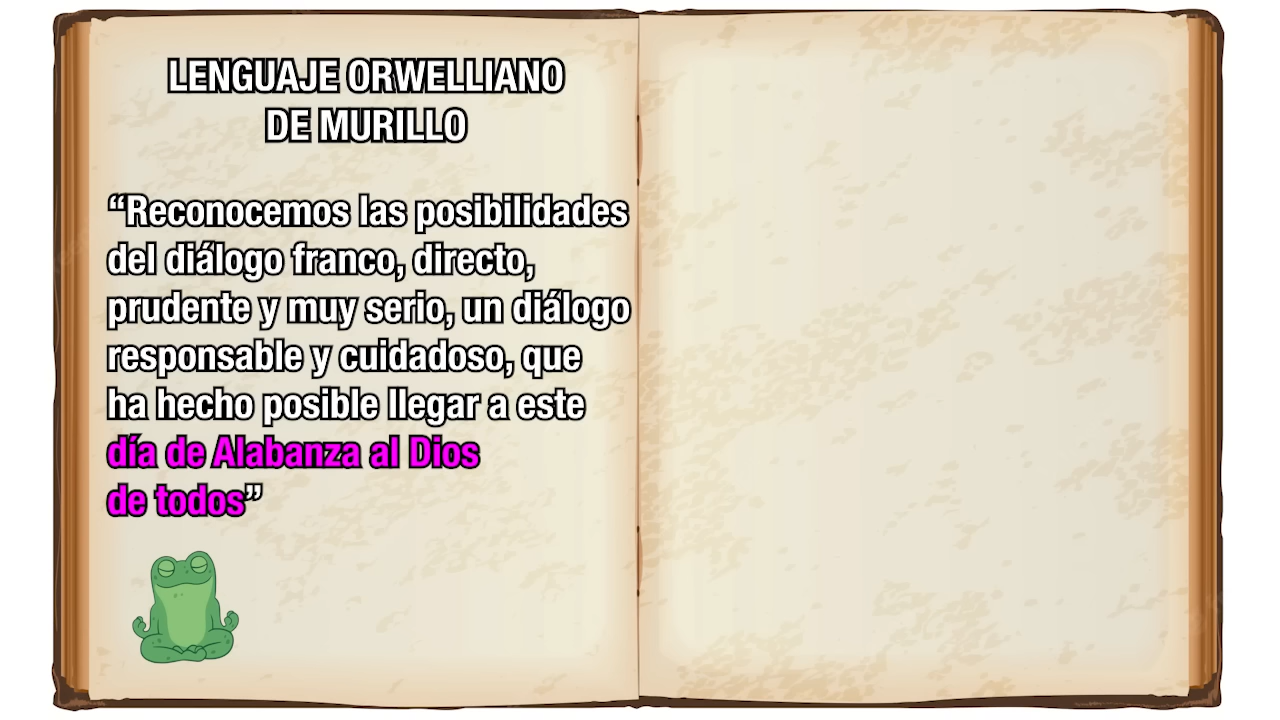 LENGUAJE ORWELLIANO
DE MURILLO
“Reconocemos las posibilidades
del diálogo franco, directo,
prudente y muy serio, un diálogo
responsable y cuidadoso, que
ha hecho posible llegar a este
día de Alabanza al Dios
de todos”